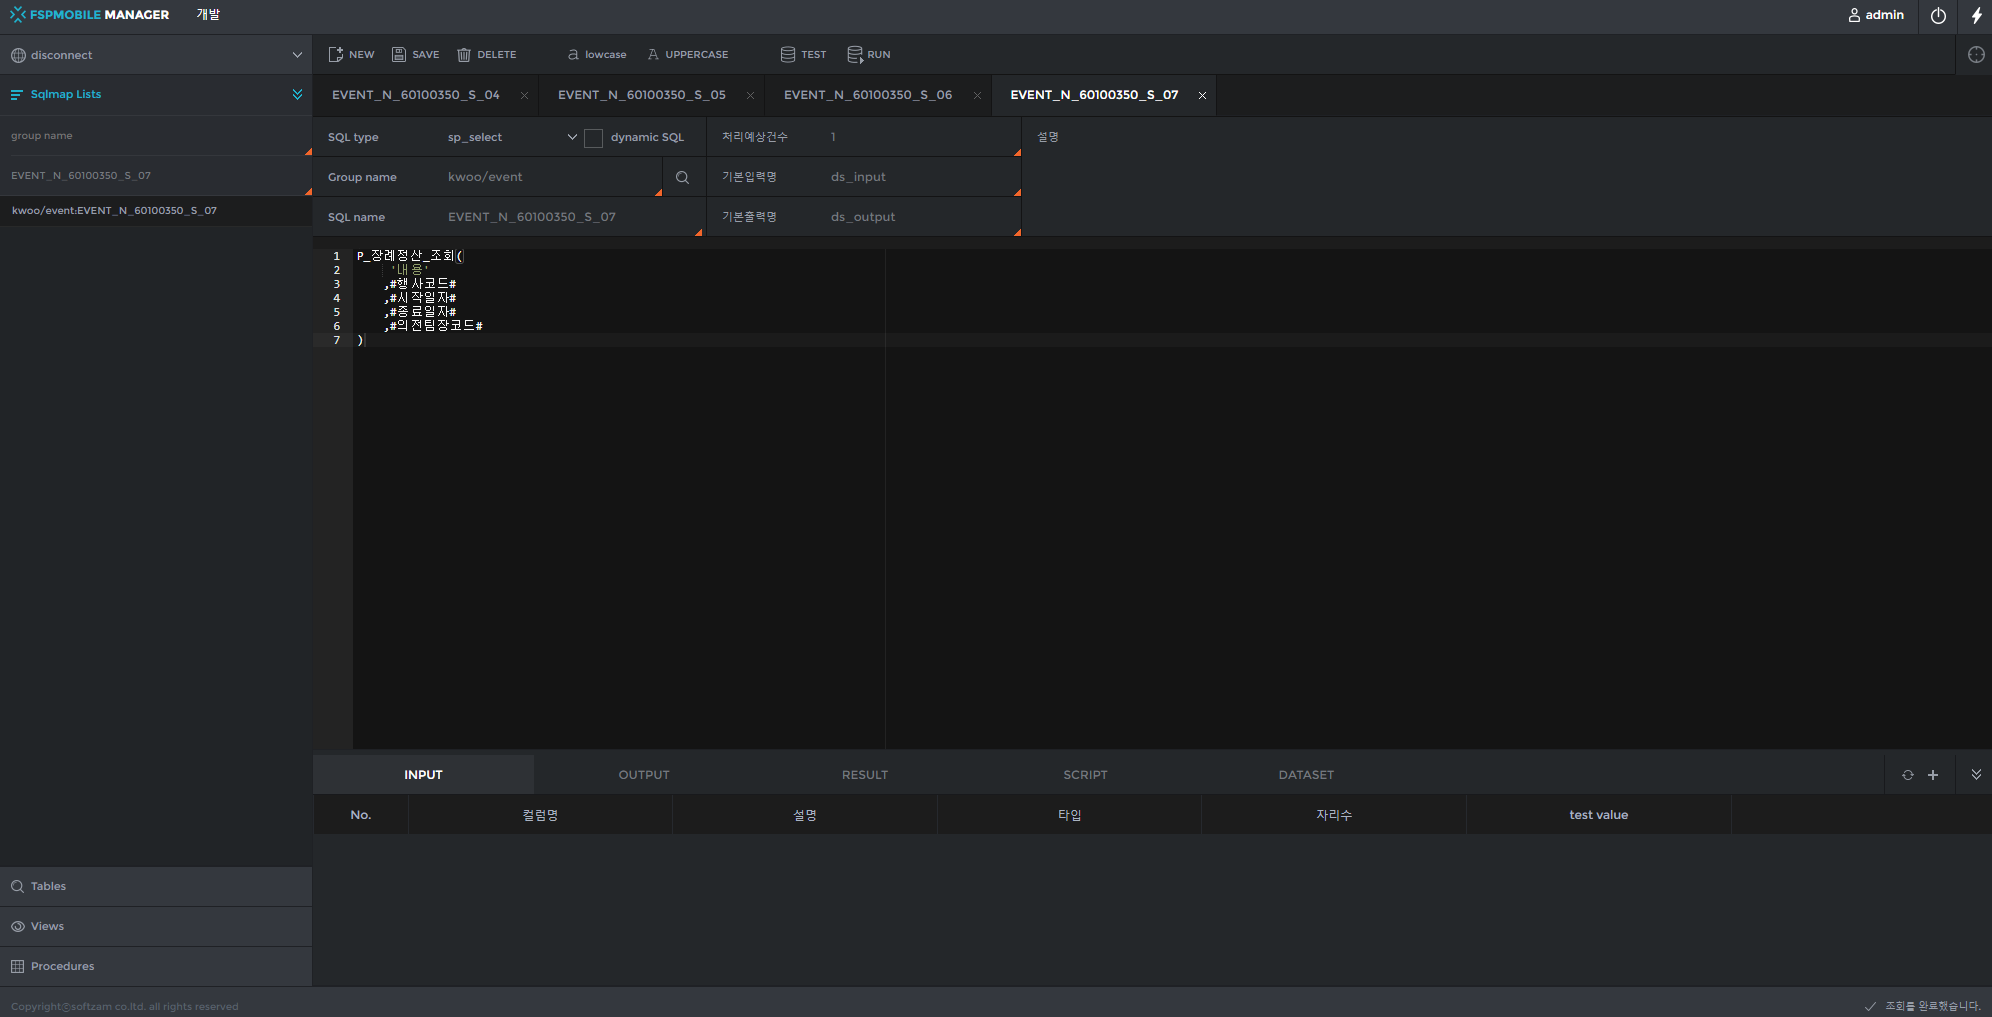 FSPMOBILE MANAGER 개발 admin
disconnect NEW SAVE DELETE a lowcase A UPPERCASE TEST RUN
Sqlmap Lists EVENT_N_60100350_S_04 EVENT_N_60100350_S_05 EVENT_N_60100350_S_06 EVENT_N_60100350_S_07
group name
EVENT_N_60100350_S_07
kwoo/event:EVENT_N_60100350_S_07
SQL type sp_select dynamic SQL 처리예상건수 1 설명
Group name kwoo/event 기본입력명 ds_input
SQL name EVENT_N_60100350_S_07 기본출력명 ds_output
1 P_장례정산_조회(
2 '내용'
3 ,#행사코드#
4 ,#시작일자#
5 ,#종료일자#
6 ,#의전팀장코드#
7 )
INPUT OUTPUT RESULT SCRIPT DATASET
No. 컬럼명 설명 타입 자리수 test value
Tables
Views
Procedures
Copyrightⓒsoftzam co.ltd. all rights reserved 조회를 완료했습니다.